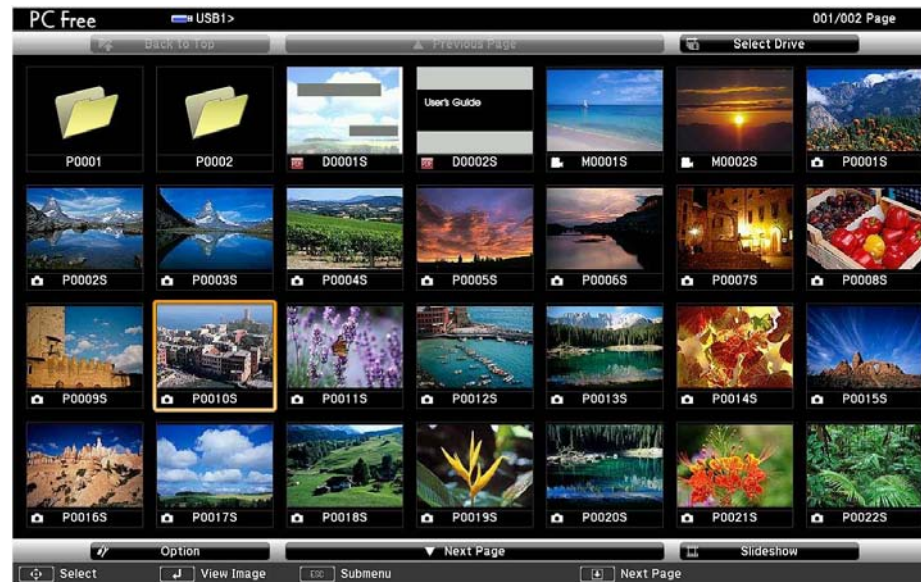 PC Free USB1> 001/002 Page
Back to Top Previous Page Select Drive
User's Guide
P0001 P0002 D0001S D0002S M0001S M0002S P0001S
P0002S P0003S P0004S P0005S P0006S P0007S P0008S
P0009S P0010S P0011S P0012S P0013S P0014S P0015S
P0016S P0017S P0018S P0019S P0020S P0021S P0022S
Option Next Page Slideshow
Select View Image ESC Submenu Next Page